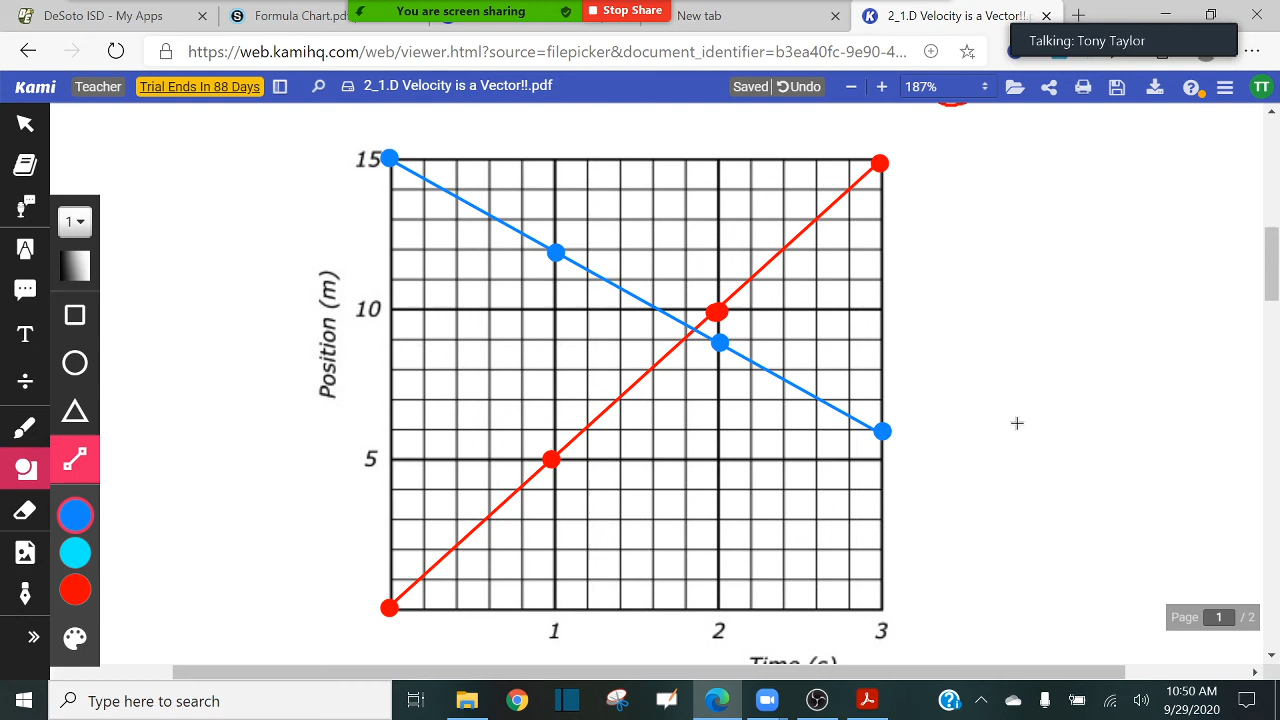 DeSoto ISD - My Apps
Formula Chart.pdf
You are screen sharing
Stop Share
New tab
2_1.D Velocity is a Vector!!.p
Talking: Tony Taylor
https://web.kamihq.com/web/viewer.html?source=filepicker&document_identifier=b3ea40fc-9e90-4...
Kami
Teacher
Trial Ends In 88 Days
2_1.D Velocity is a Vector!!.pdf
Saved
Undo
187%
TT
1
15
10
5
Position (m)
1 2 3
Time (s)
Page 1 / 2
Type here to search
10:50 AM
9/29/2020